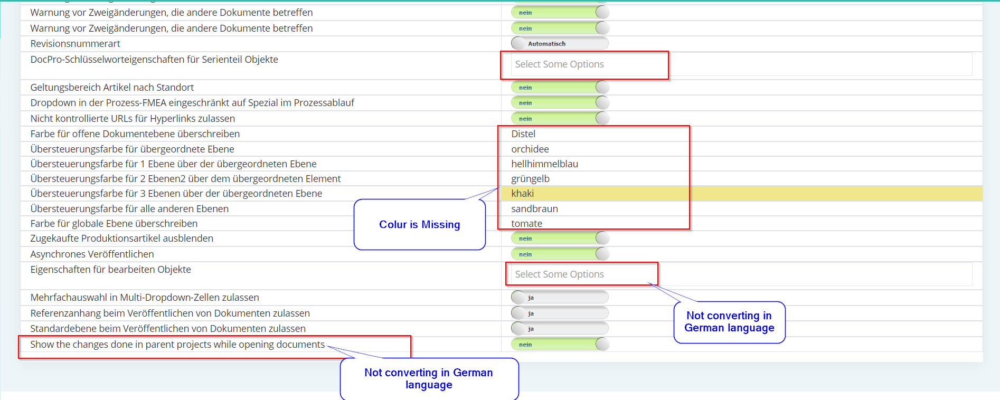 Warnung vor Zweigänderungen, die andere Dokumente betreffen nein
Warnung vor Zweigänderungen, die andere Dokumente betreffen nein
Revisionsnummerart Automatisch
DocPro-Schlüsselworteigenschaften für Serienteil Objekte Select Some Options
Geltungsbereich Artikel nach Standort nein
Dropdown in der Prozess-FMEA eingeschränkt auf Spezial im Prozessablauf nein
Nicht kontrollierte URLs für Hyperlinks zulassen nein
Farbe für offene Dokumentebene überschreiben Distel
Übersteuerungsfarbe für übergeordnete Ebene orchidee
Übersteuerungsfarbe für 1 Ebene über der übergeordneten Ebene hellhimmelblau
Übersteuerungsfarbe für 2 Ebenen2 über dem übergeordneten Element grüngelb
Übersteuerungsfarbe für 3 Ebenen über der übergeordneten Ebene khaki
Übersteuerungsfarbe für alle anderen Ebenen sandbraun
Colur is Missing
Farbe für globale Ebene überschreiben tomate
Zugekaufte Produktionsartikel ausblenden nein
Asynchrones Veröffentlichen nein
Eigenschaften für bearbeiten Objekte Select Some Options
Mehrfachauswahl in Multi-Dropdown-Zellen zulassen ja
Referenzanhang beim Veröffentlichen von Dokumenten zulassen ja
Standardebene beim Veröffentlichen von Dokumenten zulassen ja
Not converting in
German language
Show the changes done in parent projects while opening documents nein
Not converting in German
language